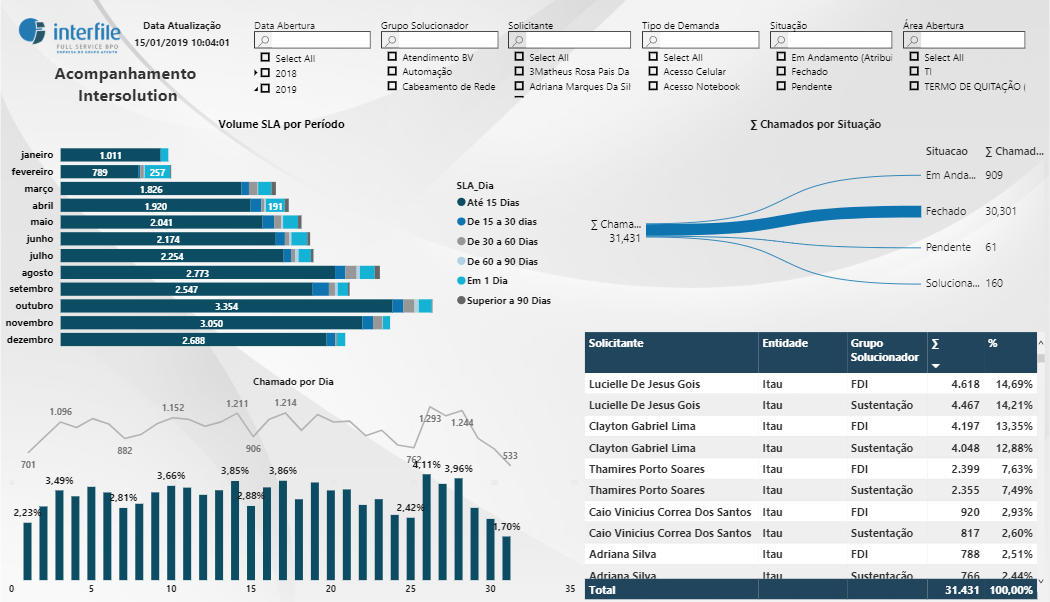 interfile
FULL SERVICE BPO
EMPRESA DO GRUPO ATENTO
Data Atualização
15/01/2019 10:04:01
Acompanhamento
Intersolution
Data Abertura
Select All
2018
2019
Grupo Solucionador
Atendimento BV
Automação
Cabeamento de Rede
Solicitante
Select All
3Matheus Rosa Pais Da
Adriana Marques Da Sil
Tipo de Demanda
Select All
Acesso Celular
Acesso Notebook
Situação
Em Andamento (Atribui
Fechado
Pendente
Área Abertura
Select All
TI
TERMO DE QUITAÇÃO (
Volume SLA por Período
janeiro 1.011
fevereiro 789 257
março 1.826
abril 1.920 191
maio 2.041
junho 2.174
julho 2.254
agosto 2.773
setembro 2.547
outubro 3.354
novembro 3.050
dezembro 2.688
SLA_Dia
Até 15 Dias
De 15 a 30 dias
De 30 a 60 Dias
De 60 a 90 Dias
Em 1 Dia
Superior a 90 Dias
∑ Chamados por Situação
Situacao ∑ Chamad...
∑ Chama...
31,431
Em Anda... 909
Fechado 30,301
Pendente 61
Soluciona... 160
Chamado por Dia
701 1.096 882 1.152 1.211 906 1.214 762 1.293 1.244 533
2,23% 3,49% 2,81% 3,66% 3,85% 2,88% 3,86% 2,42% 4,11% 3,96% 1,70%
0 5 10 15 20 25 30 35
Solicitante Entidade Grupo Solucionador ∑ %
Lucielle De Jesus Gois Itau FDI 4.618 14,69%
Lucielle De Jesus Gois Itau Sustentação 4.467 14,21%
Clayton Gabriel Lima Itau FDI 4.197 13,35%
Clayton Gabriel Lima Itau Sustentação 4.048 12,88%
Thamires Porto Soares Itau FDI 2.399 7,63%
Thamires Porto Soares Itau Sustentação 2.355 7,49%
Caio Vinicius Correa Dos Santos Itau FDI 920 2,93%
Caio Vinicius Correa Dos Santos Itau Sustentação 817 2,60%
Adriana Silva Itau FDI 788 2,51%
Adriana Silva Itau Sustentação 766 2,44%
Total 31.431 100,00%